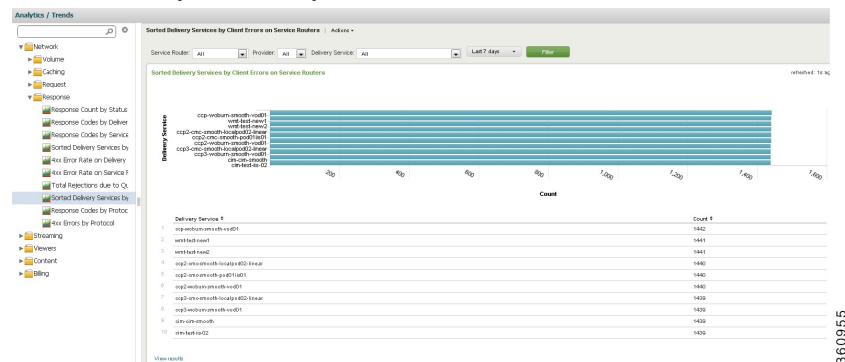 Analytics / Trends
Network
Volume
Caching
Request
Response
Response Count by Status
Response Codes by Deliver
Response Codes by Service
Sorted Delivery Services by
4xx Error Rate on Delivery
4xx Error Rate on Service R
Total Rejections due to Qu
Sorted Delivery Services by
Response Codes by Protoc
4xx Errors by Protocol
Streaming
Viewers
Content
Billing
Sorted Delivery Services by Client Errors on Service Routers | Actions
Service Router: All Provider: All Delivery Service: All Last 7 days Filter
Sorted Delivery Services by Client Errors on Service Routers refreshed: 1s ag
Delivery Service
ccp-woburn-smooth-vod01
wmt-test-new1
wmt-test-new2
ccp2-cmc-smooth-localpod02-linear
ccp2-cmc-smooth-pod01iis01
ccp2-woburn-smooth-vod01
ccp3-cmc-smooth-localpod02-linear
ccp3-woburn-smooth-vod01
cim-cim-smooth
cim-test-iis-02
200 400 600 800 1,000 1,200 1,400 1,600
Count
Delivery Service Count
1 ccp-woburn-smooth-vod01 1442
2 wmt-test-new1 1441
3 wmt-test-new2 1441
4 ccp2-cmc-smooth-localpod02-linear 1440
5 ccp2-cmc-smooth-pod01iis01 1440
6 ccp2-woburn-smooth-vod01 1440
7 ccp3-cmc-smooth-localpod02-linear 1439
8 ccp3-woburn-smooth-vod01 1439
9 cim-cim-smooth 1439
10 cim-test-iis-02 1439
View results
360955